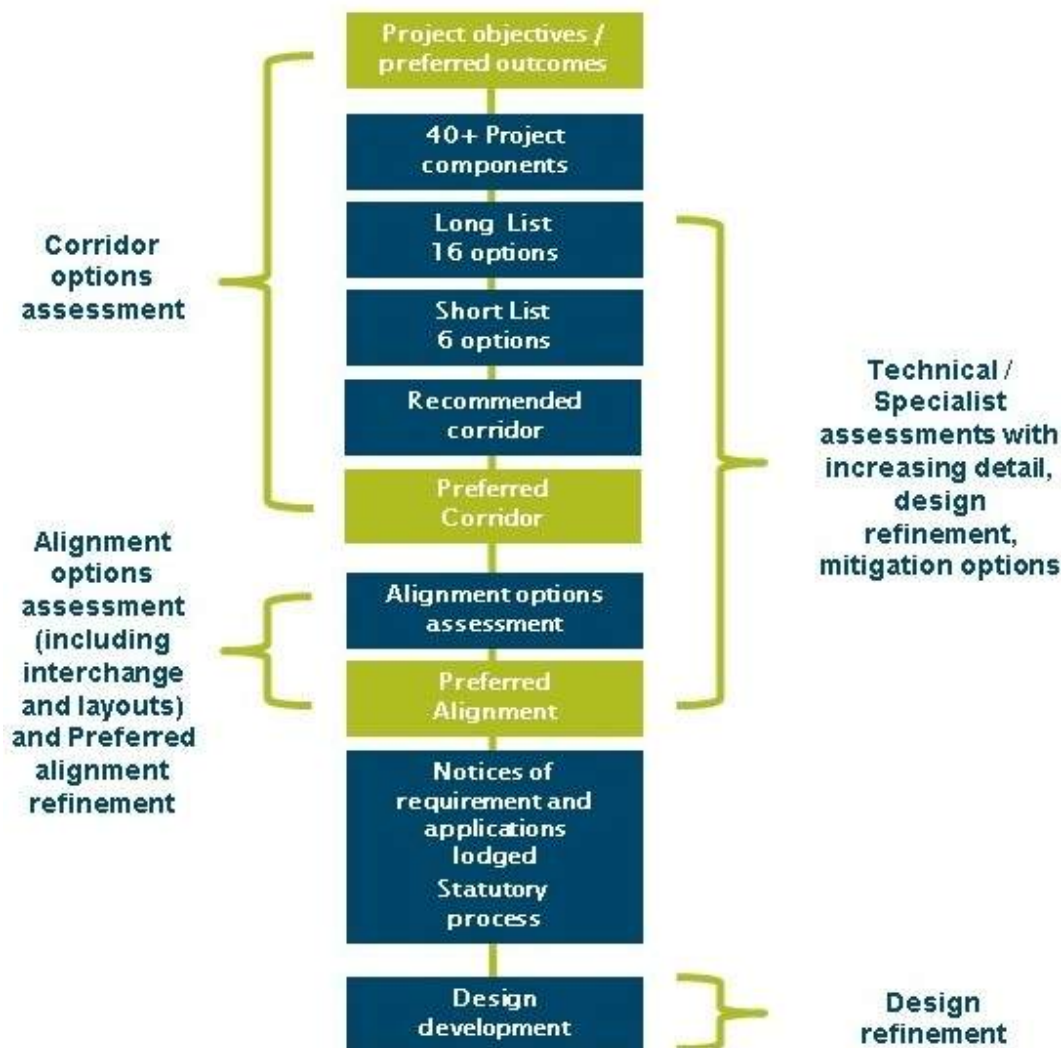 Project objectives /
preferred outcomes
40+ Project
components
Long List
16 options
Short List
6 options
Recommended
corridor
Preferred
Corridor
Alignment options
assessment
Preferred
Alignment
Notices of
requirement and
applications
lodged
Statutory
process
Design
development
Corridor
options
assessment
Alignment
options
assessment
(including
interchange
and layouts)
and Preferred
alignment
refinement
Technical /
Specialist
assessments with
increasing detail,
design
refinement,
mitigation options
Design
refinement